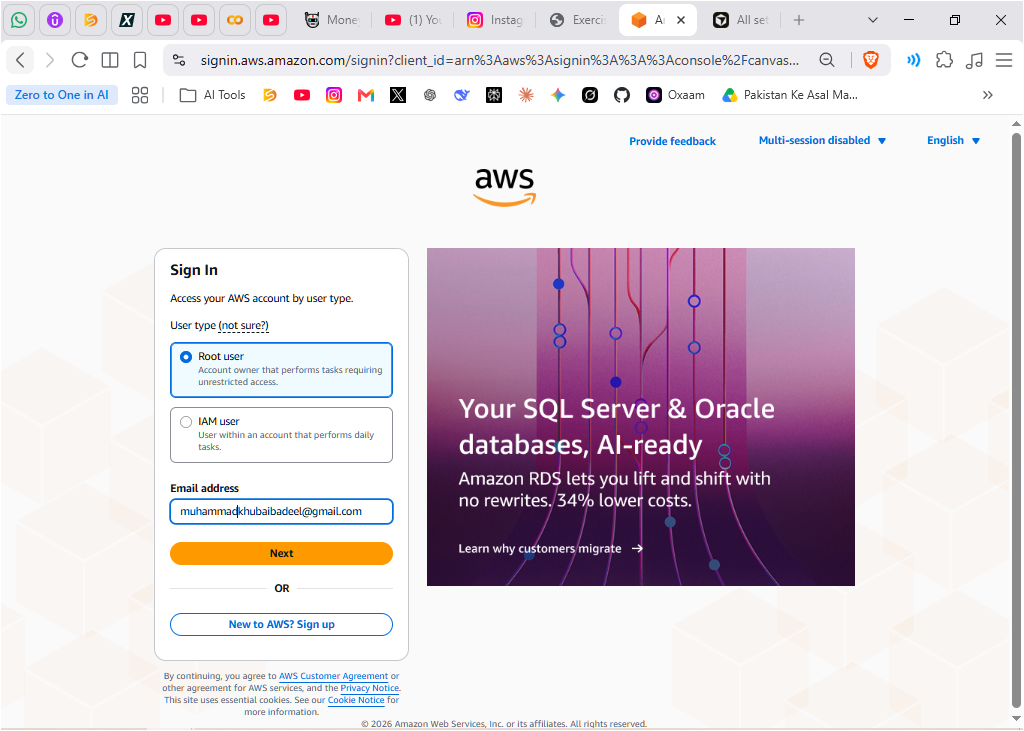 Money
(1) You
Instag
Exerci
A
All set
signin.aws.amazon.com/signin?client_id=arn%3Aaws%3Asignin%3A%3A%3Aconsole%2Fcanvas...
Zero to One in AI
AI Tools
Oxaam
Pakistan Ke Asal Ma...
Provide feedback
Multi-session disabled
English
aws
Sign In
Access your AWS account by user type.
User type (not sure?)
Root user
Account owner that performs tasks requiring
unrestricted access.
IAM user
User within an account that performs daily
tasks.
Email address
muhammadkhubaibadeel@gmail.com
Next
OR
New to AWS? Sign up
Your SQL Server & Oracle
databases, AI-ready
Amazon RDS lets you lift and shift with
no rewrites. 34% lower costs.
Learn why customers migrate →
By continuing, you agree to AWS Customer Agreement or
other agreement for AWS services, and the Privacy Notice.
This site uses essential cookies. See our Cookie Notice for
more information.
© 2026 Amazon Web Services, Inc. or its affiliates. All rights reserved.